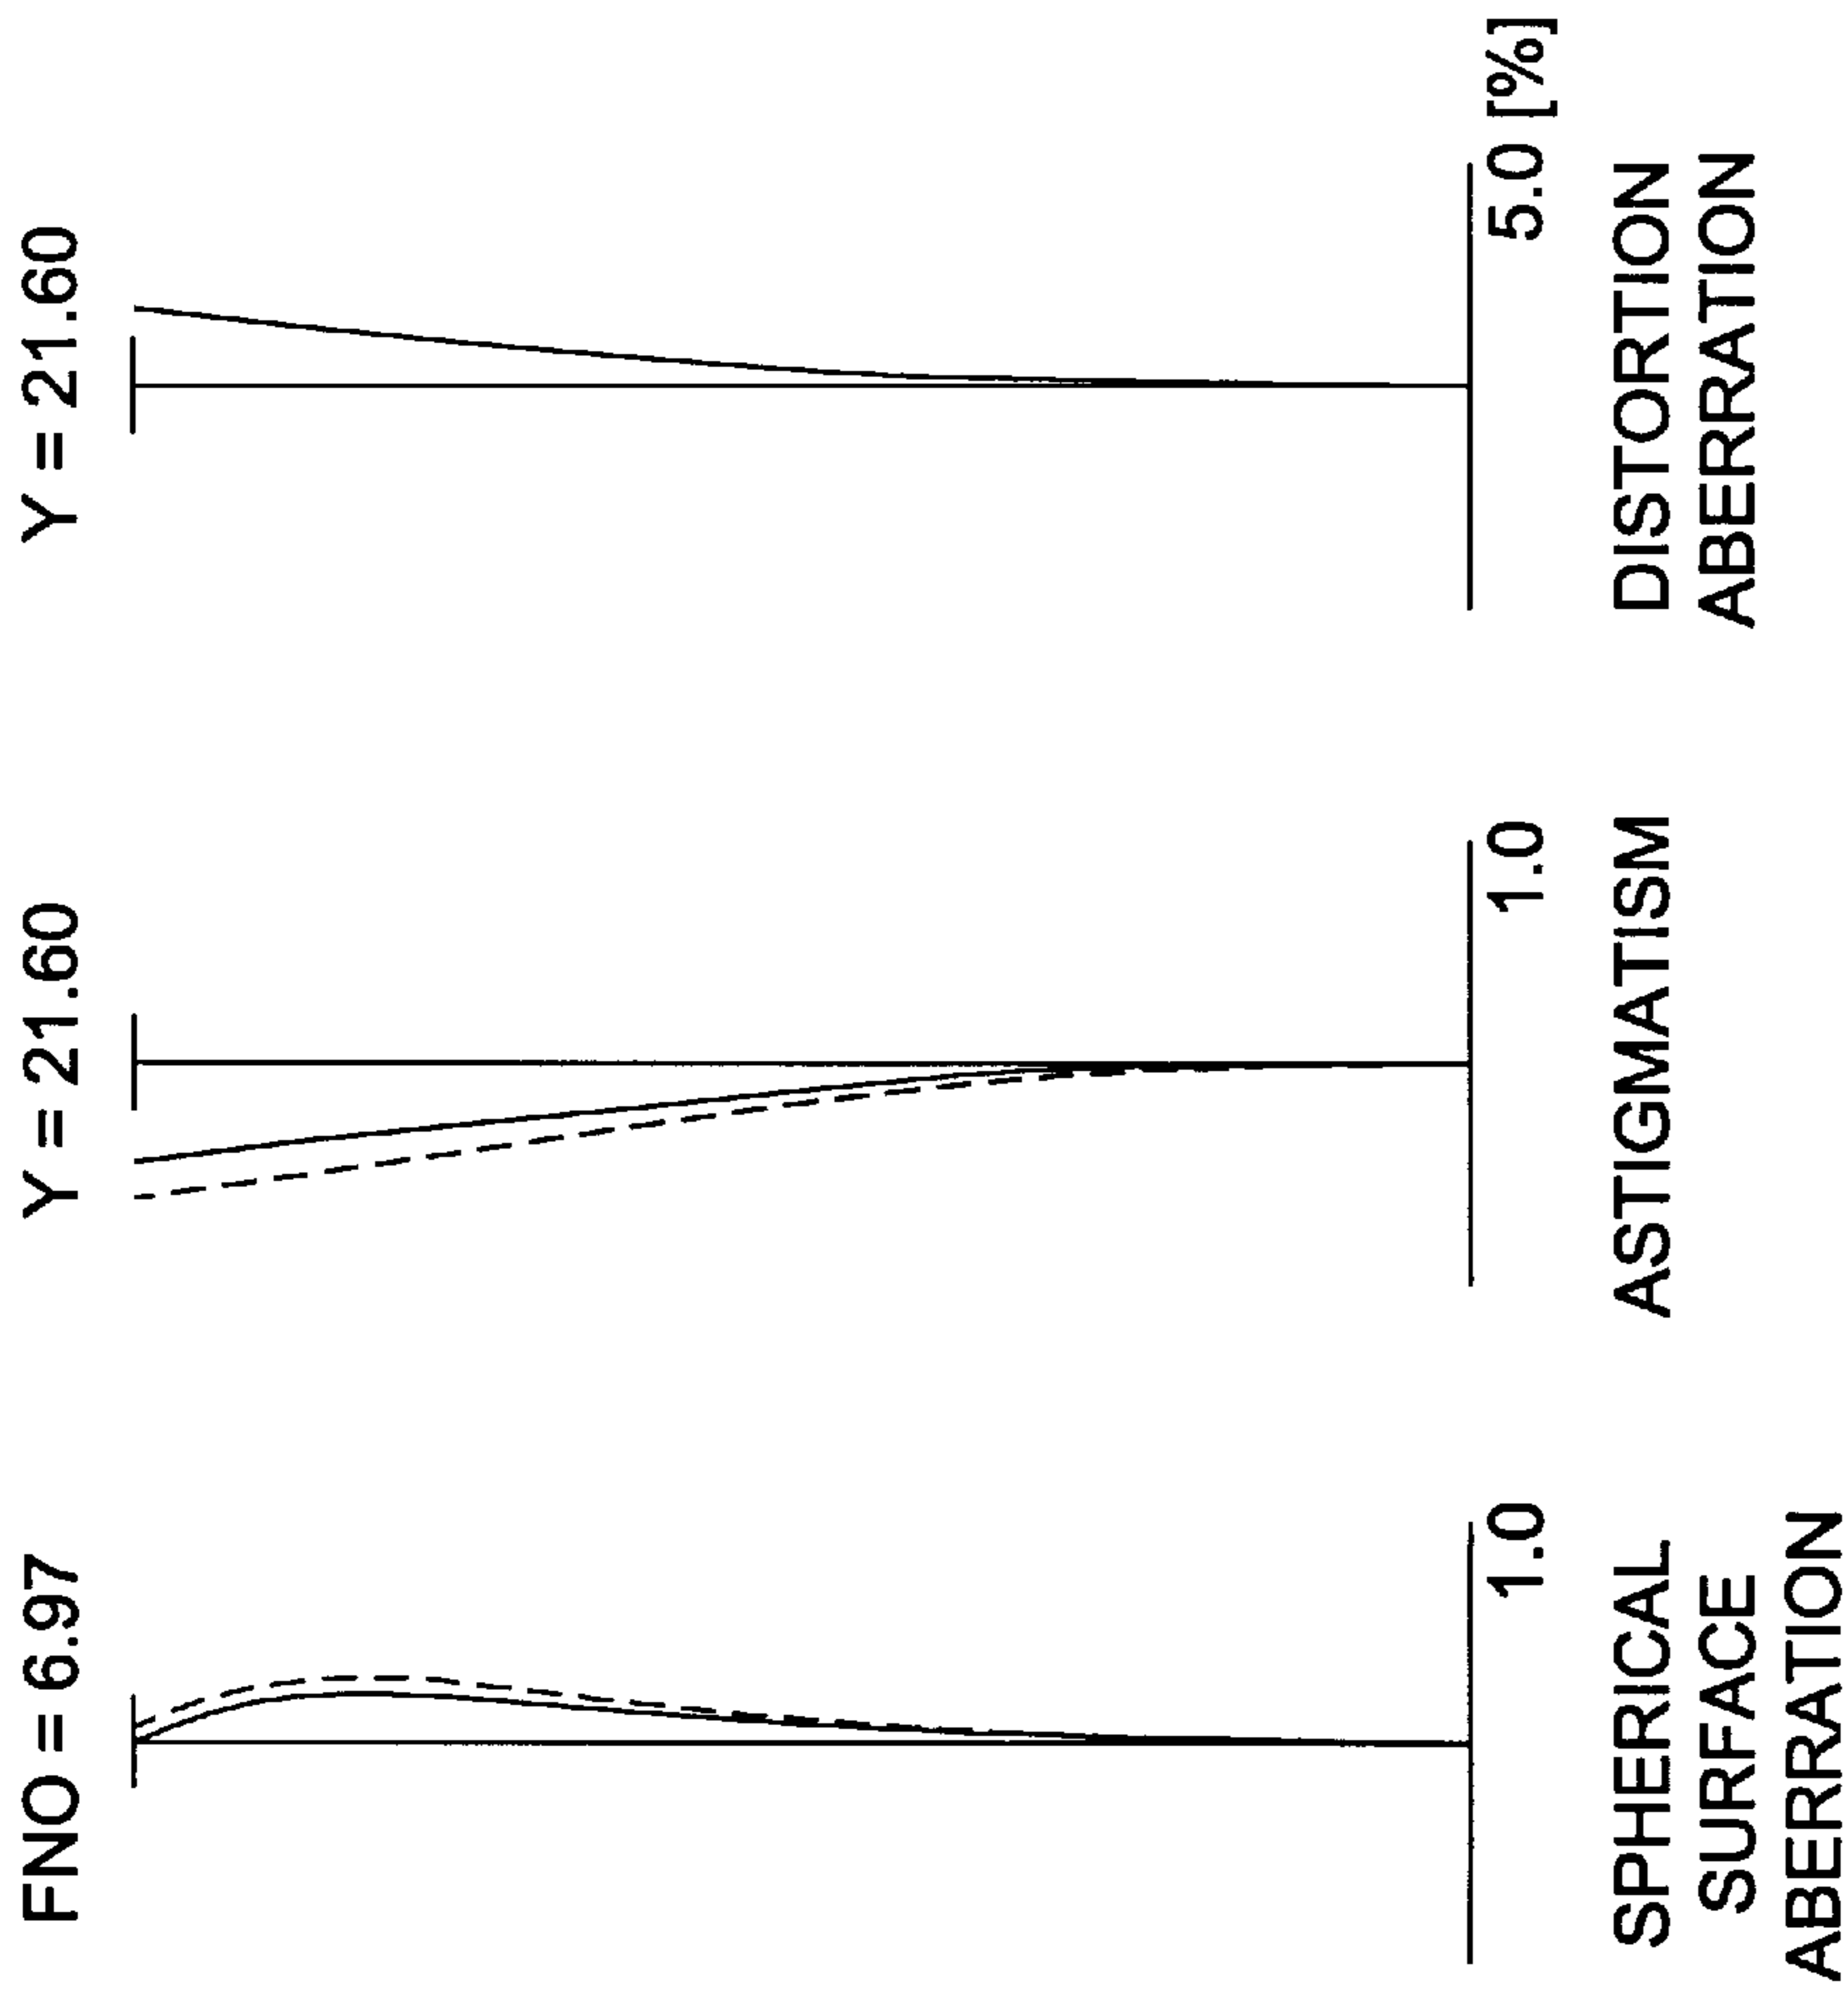 FNO = 6.97
1.0
SPHERICAL
SURFACE
ABERRATION
Y = 21.60
1.0
ASTIGMATISM
Y = 21.60
5.0 [%]
DISTORTION
ABERRATION